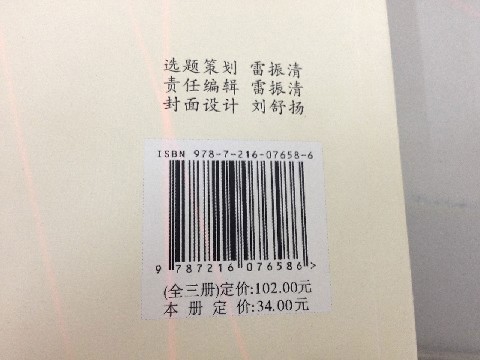 选题策划 雷振清
责任编辑 雷振清
封面设计 刘舒扬
ISBN 978-7-216-07658-6
9 787216 076586 >
(全三册)定价:102.00元
本 册 定 价:34.00元